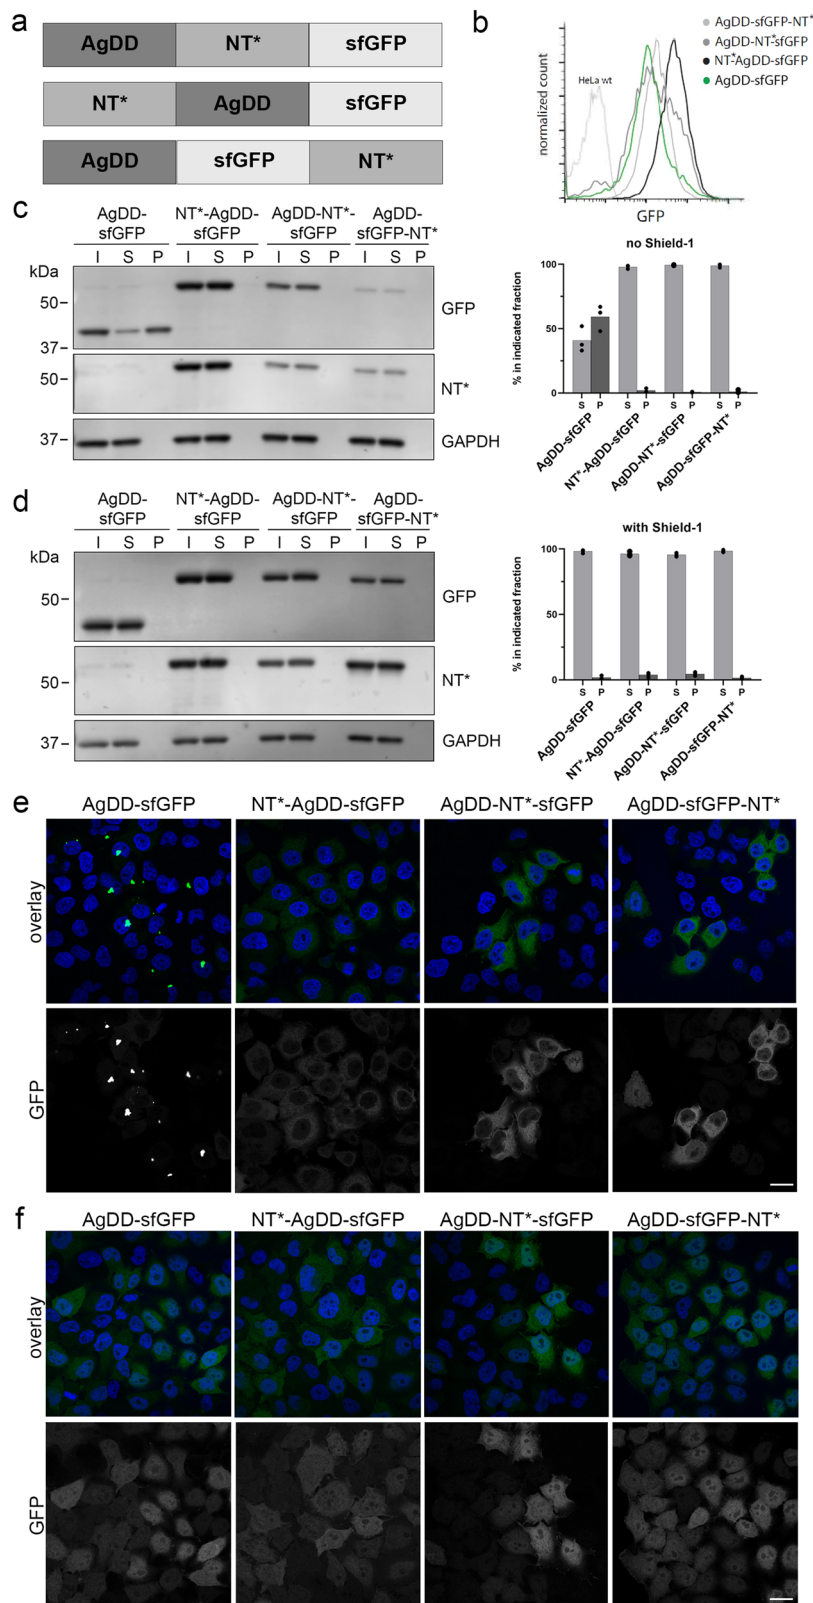 a
AgDD NT* sfGFP
NT* AgDD sfGFP
AgDD sfGFP NT*
b
AgDD-sfGFP-NT*
AgDD-NT*-sfGFP
NT*-AgDD-sfGFP
AgDD-sfGFP
HeLa wt
normalized count
GFP
c
AgDD-
sfGFP
NT*-AgDD-
sfGFP
AgDD-NT*-
sfGFP
AgDD-
sfGFP-NT*
I S P I S P I S P I S P
kDa
50
37
GFP
50
NT*
37
GAPDH
no Shield-1
% in indicated fraction
100
50
0
S P S P S P S P
AgDD-sfGFP
NT*-AgDD-sfGFP
AgDD-NT*-sfGFP
AgDD-sfGFP-NT*
d
AgDD-
sfGFP
NT*-AgDD-
sfGFP
AgDD-NT*-
sfGFP
AgDD-
sfGFP-NT*
I S P I S P I S P I S P
kDa
50
GFP
50
NT*
37
GAPDH
with Shield-1
% in indicated fraction
100
50
0
S P S P S P S P
AgDD-sfGFP
NT*-AgDD-sfGFP
AgDD-NT*-sfGFP
AgDD-sfGFP-NT*
e
AgDD-sfGFP NT*-AgDD-sfGFP AgDD-NT*-sfGFP AgDD-sfGFP-NT*
overlay
GFP
f
AgDD-sfGFP NT*-AgDD-sfGFP AgDD-NT*-sfGFP AgDD-sfGFP-NT*
overlay
GFP